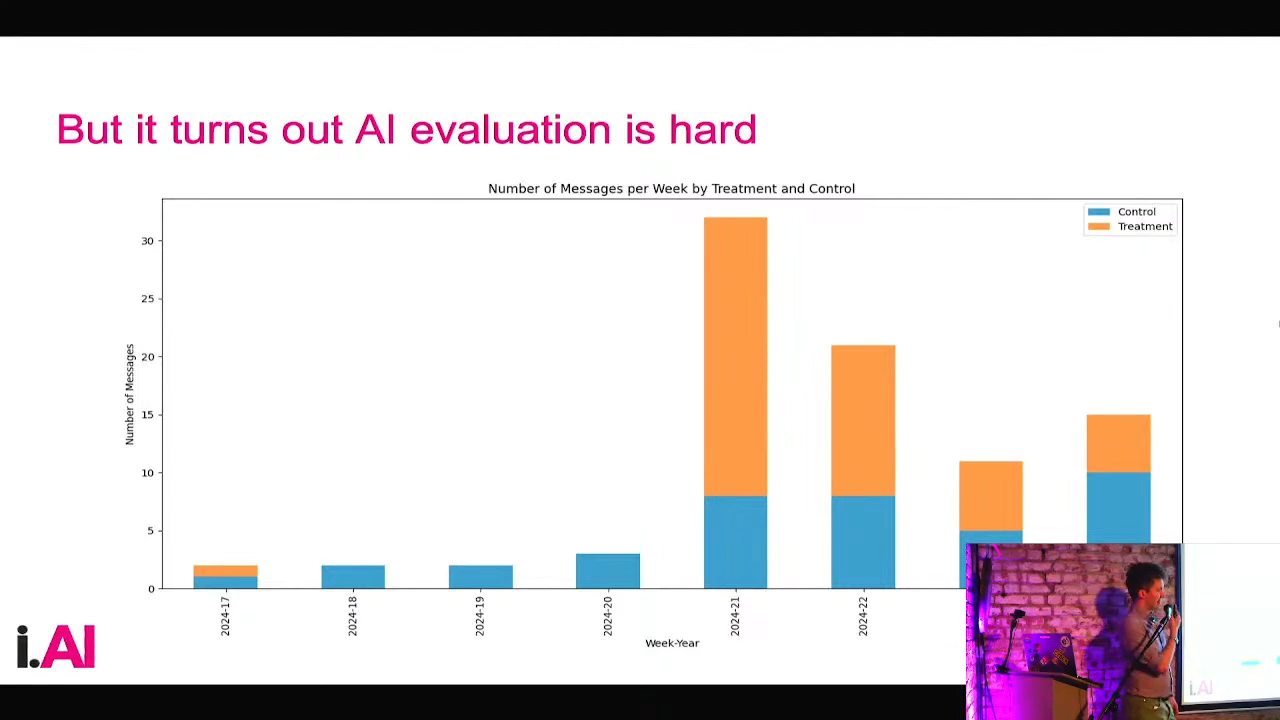 But it turns out AI evaluation is hard
Number of Messages per Week by Treatment and Control
Control
Treatment
Number of Messages
30
25
20
15
10
5
0
2024-17
2024-18
2024-19
2024-20
2024-21
2024-22
Week-Year
i.AI
i.AI